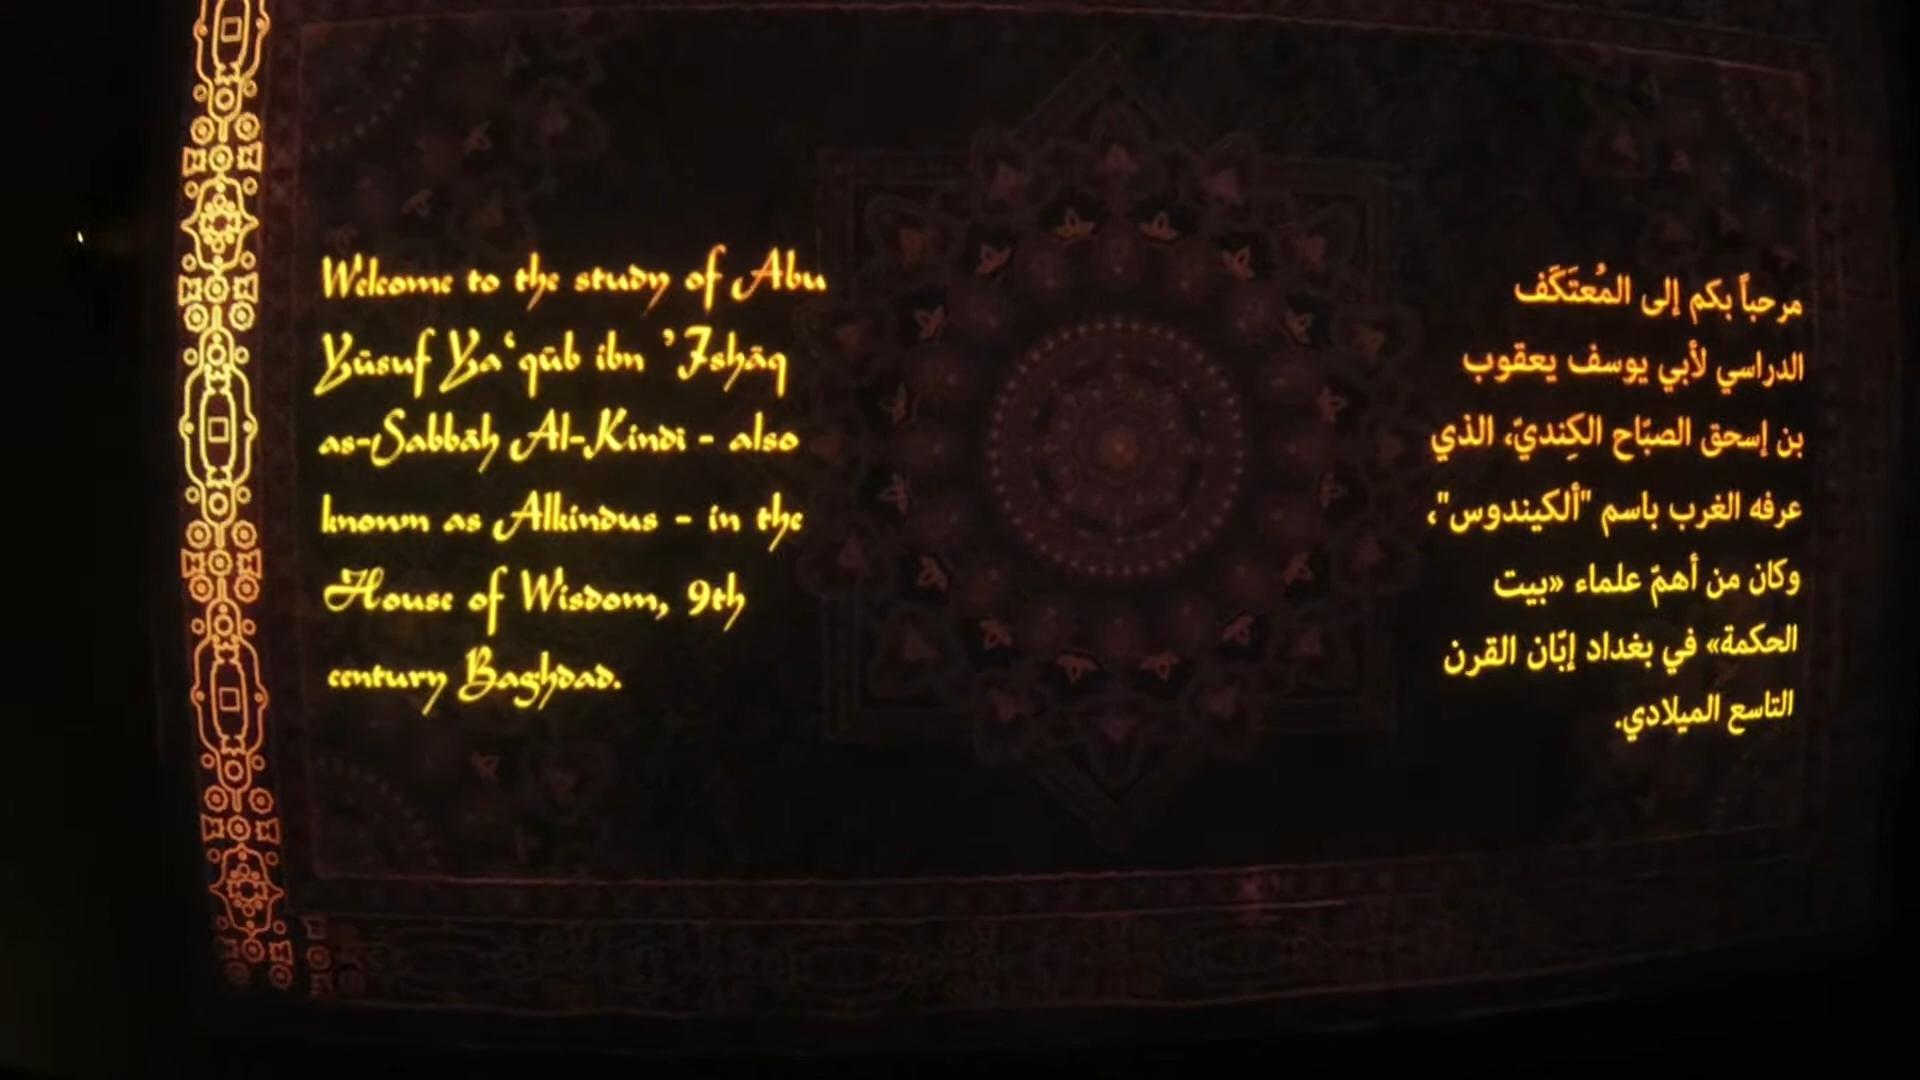 Welcome to the study of Abu
Yūsuf Ya‘qūb ibn ’Ishāq
as-Sabbāh Al-Kindi - also
known as Alkindus - in the
House of Wisdom, 9th
century Baghdad.
مرحباً بكم إلى المُعتَكَف
الدراسي لأبي يوسف يعقوب
بن إسحق الصبّاح الكِنديّ، الذي
عرفه الغرب باسم "ألكيندوس"،
وكان من أهمّ علماء «بيت
الحكمة» في بغداد إبّان القرن
التاسع الميلادي.